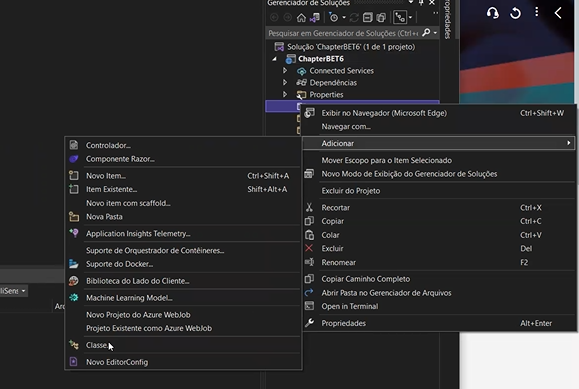 Gerenciador de Soluções
Pesquisar em Gerenciador de Soluções (Ctrl+
Solução 'ChapterBET6' (1 de 1 projeto)
ChapterBET6
Connected Services
Dependências
Properties
Propriedades
Exibir no Navegador (Microsoft Edge) Ctrl+Shift+W
Navegar com...
Adicionar
Mover Escopo para o Item Selecionado
Novo Modo de Exibição do Gerenciador de Soluções
Excluir do Projeto
Recortar Ctrl+X
Copiar Ctrl+C
Colar Ctrl+V
Excluir Del
Renomear F2
Copiar Caminho Completo
Abrir Pasta no Gerenciador de Arquivos
Open in Terminal
Propriedades Alt+Enter
Controlador...
Componente Razor...
Novo Item... Ctrl+Shift+A
Item Existente... Shift+Alt+A
Novo item com scaffold...
Nova Pasta
Application Insights Telemetry...
Suporte de Orquestrador de Contêineres...
Suporte do Docker...
Biblioteca do Lado do Cliente...
Machine Learning Model...
Novo Projeto do Azure WebJob
Projeto Existente como Azure WebJob
Classe...
Novo EditorConfig
liSens
Arq